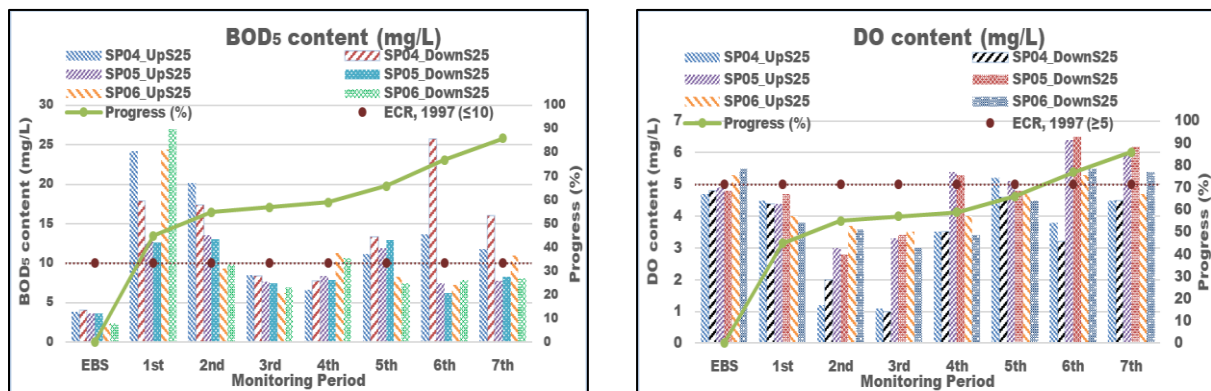 BOD5 content (mg/L)
SP04_UpS25 SP04_DownS25
SP05_UpS25 SP05_DownS25
SP06_UpS25 SP06_DownS25
Progress (%) ECR, 1997 (≤10)
BOD5 content (mg/L)
30
25
20
15
10
5
0
100
90
80
70
60
50
40
30
20
10
0
Progress (%)
EBS 1st 2nd 3rd 4th 5th 6th 7th
Monitoring Period
DO content (mg/L)
SP04_UpS25 SP04_DownS25
SP05_UpS25 SP05_DownS25
SP06_UpS25 SP06_DownS25
Progress (%) ECR, 1997 (≥5)
DO content (mg/L)
7
6
5
4
3
2
1
0
100
90
80
70
60
50
40
30
20
10
0
Progress (%)
EBS 1st 2nd 3rd 4th 5th 6th 7th
Monitoring Period